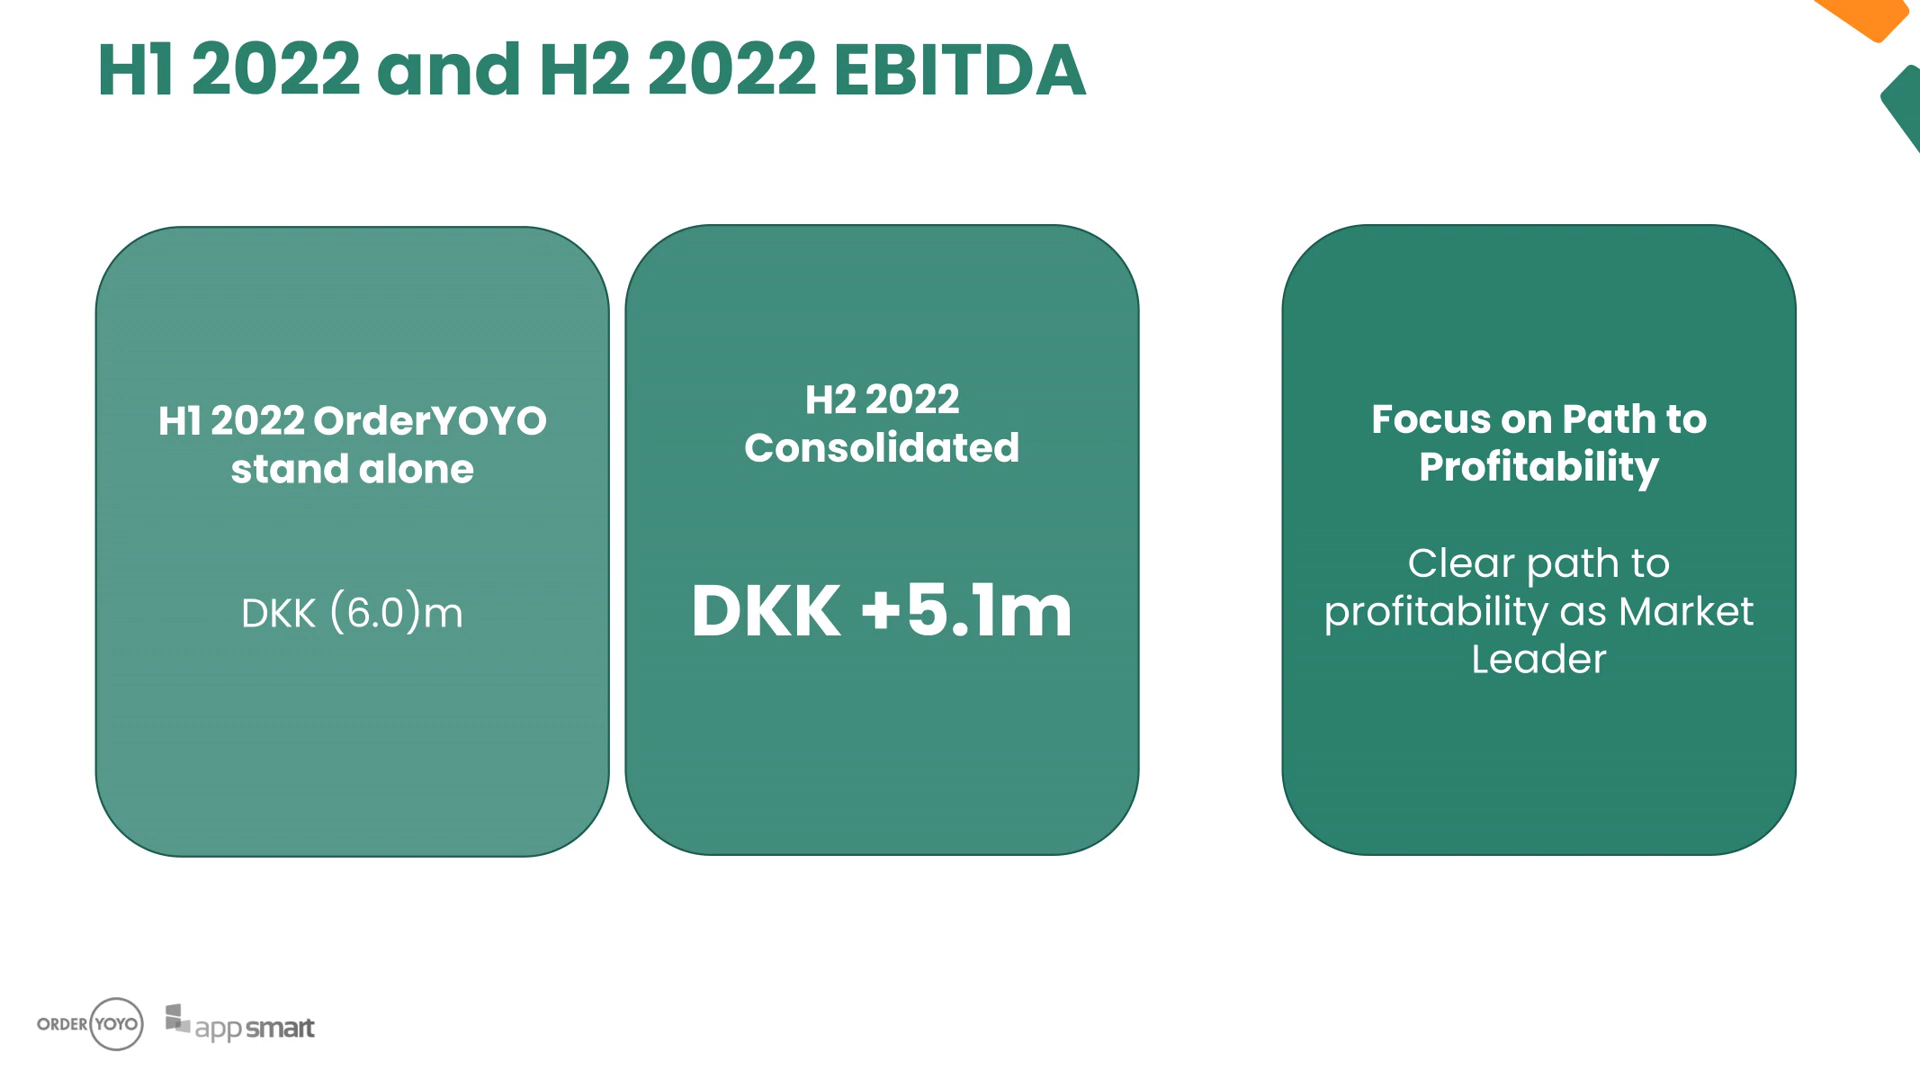 H1 2022 and H2 2022 EBITDA
H1 2022 OrderYOYO
stand alone
DKK (6.0)m
H2 2022
Consolidated
DKK +5.1m
Focus on Path to
Profitability
Clear path to
profitability as Market
Leader
ORDER YOYO
app smart